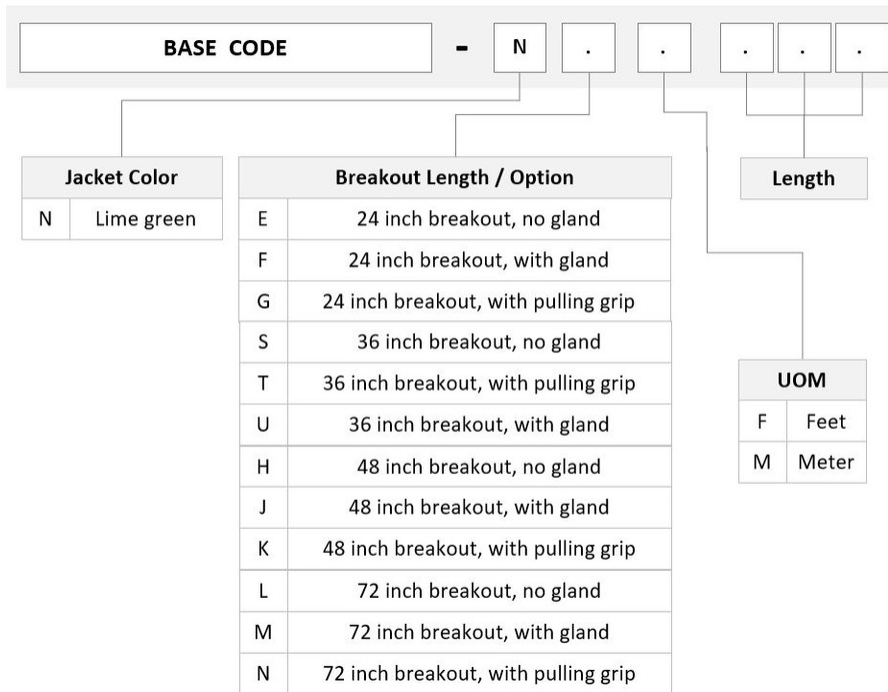 BASE CODE - N . . . . .
Jacket Color
N Lime green
Breakout Length / Option
E 24 inch breakout, no gland
F 24 inch breakout, with gland
G 24 inch breakout, with pulling grip
S 36 inch breakout, no gland
T 36 inch breakout, with pulling grip
U 36 inch breakout, with gland
H 48 inch breakout, no gland
J 48 inch breakout, with gland
K 48 inch breakout, with pulling grip
L 72 inch breakout, no gland
M 72 inch breakout, with gland
N 72 inch breakout, with pulling grip
Length
UOM
F Feet
M Meter